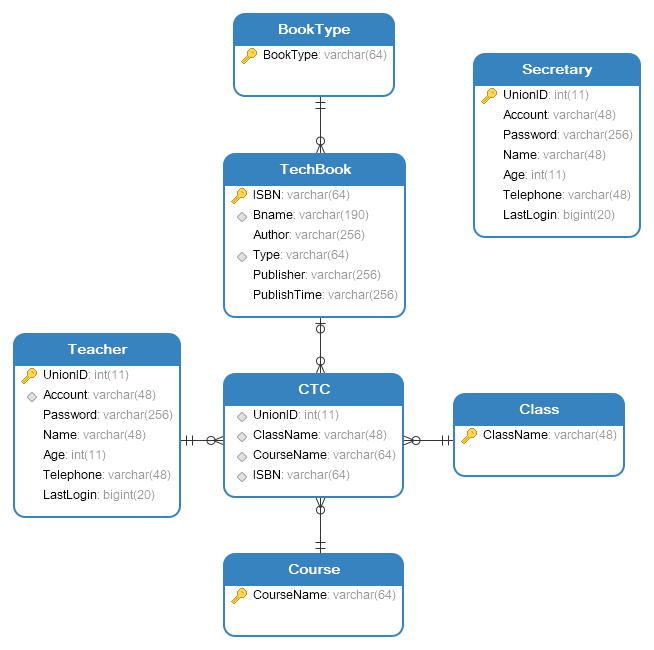 BookType
BookType: varchar(64)
Secretary
UnionID: int(11)
Account: varchar(48)
Password: varchar(256)
Name: varchar(48)
Age: int(11)
Telephone: varchar(48)
LastLogin: bigint(20)
TechBook
ISBN: varchar(64)
Bname: varchar(190)
Author: varchar(256)
Type: varchar(64)
Publisher: varchar(256)
PublishTime: varchar(256)
Teacher
UnionID: int(11)
Account: varchar(48)
Password: varchar(256)
Name: varchar(48)
Age: int(11)
Telephone: varchar(48)
LastLogin: bigint(20)
CTC
UnionID: int(11)
ClassName: varchar(48)
CourseName: varchar(64)
ISBN: varchar(64)
Class
ClassName: varchar(48)
Course
CourseName: varchar(64)